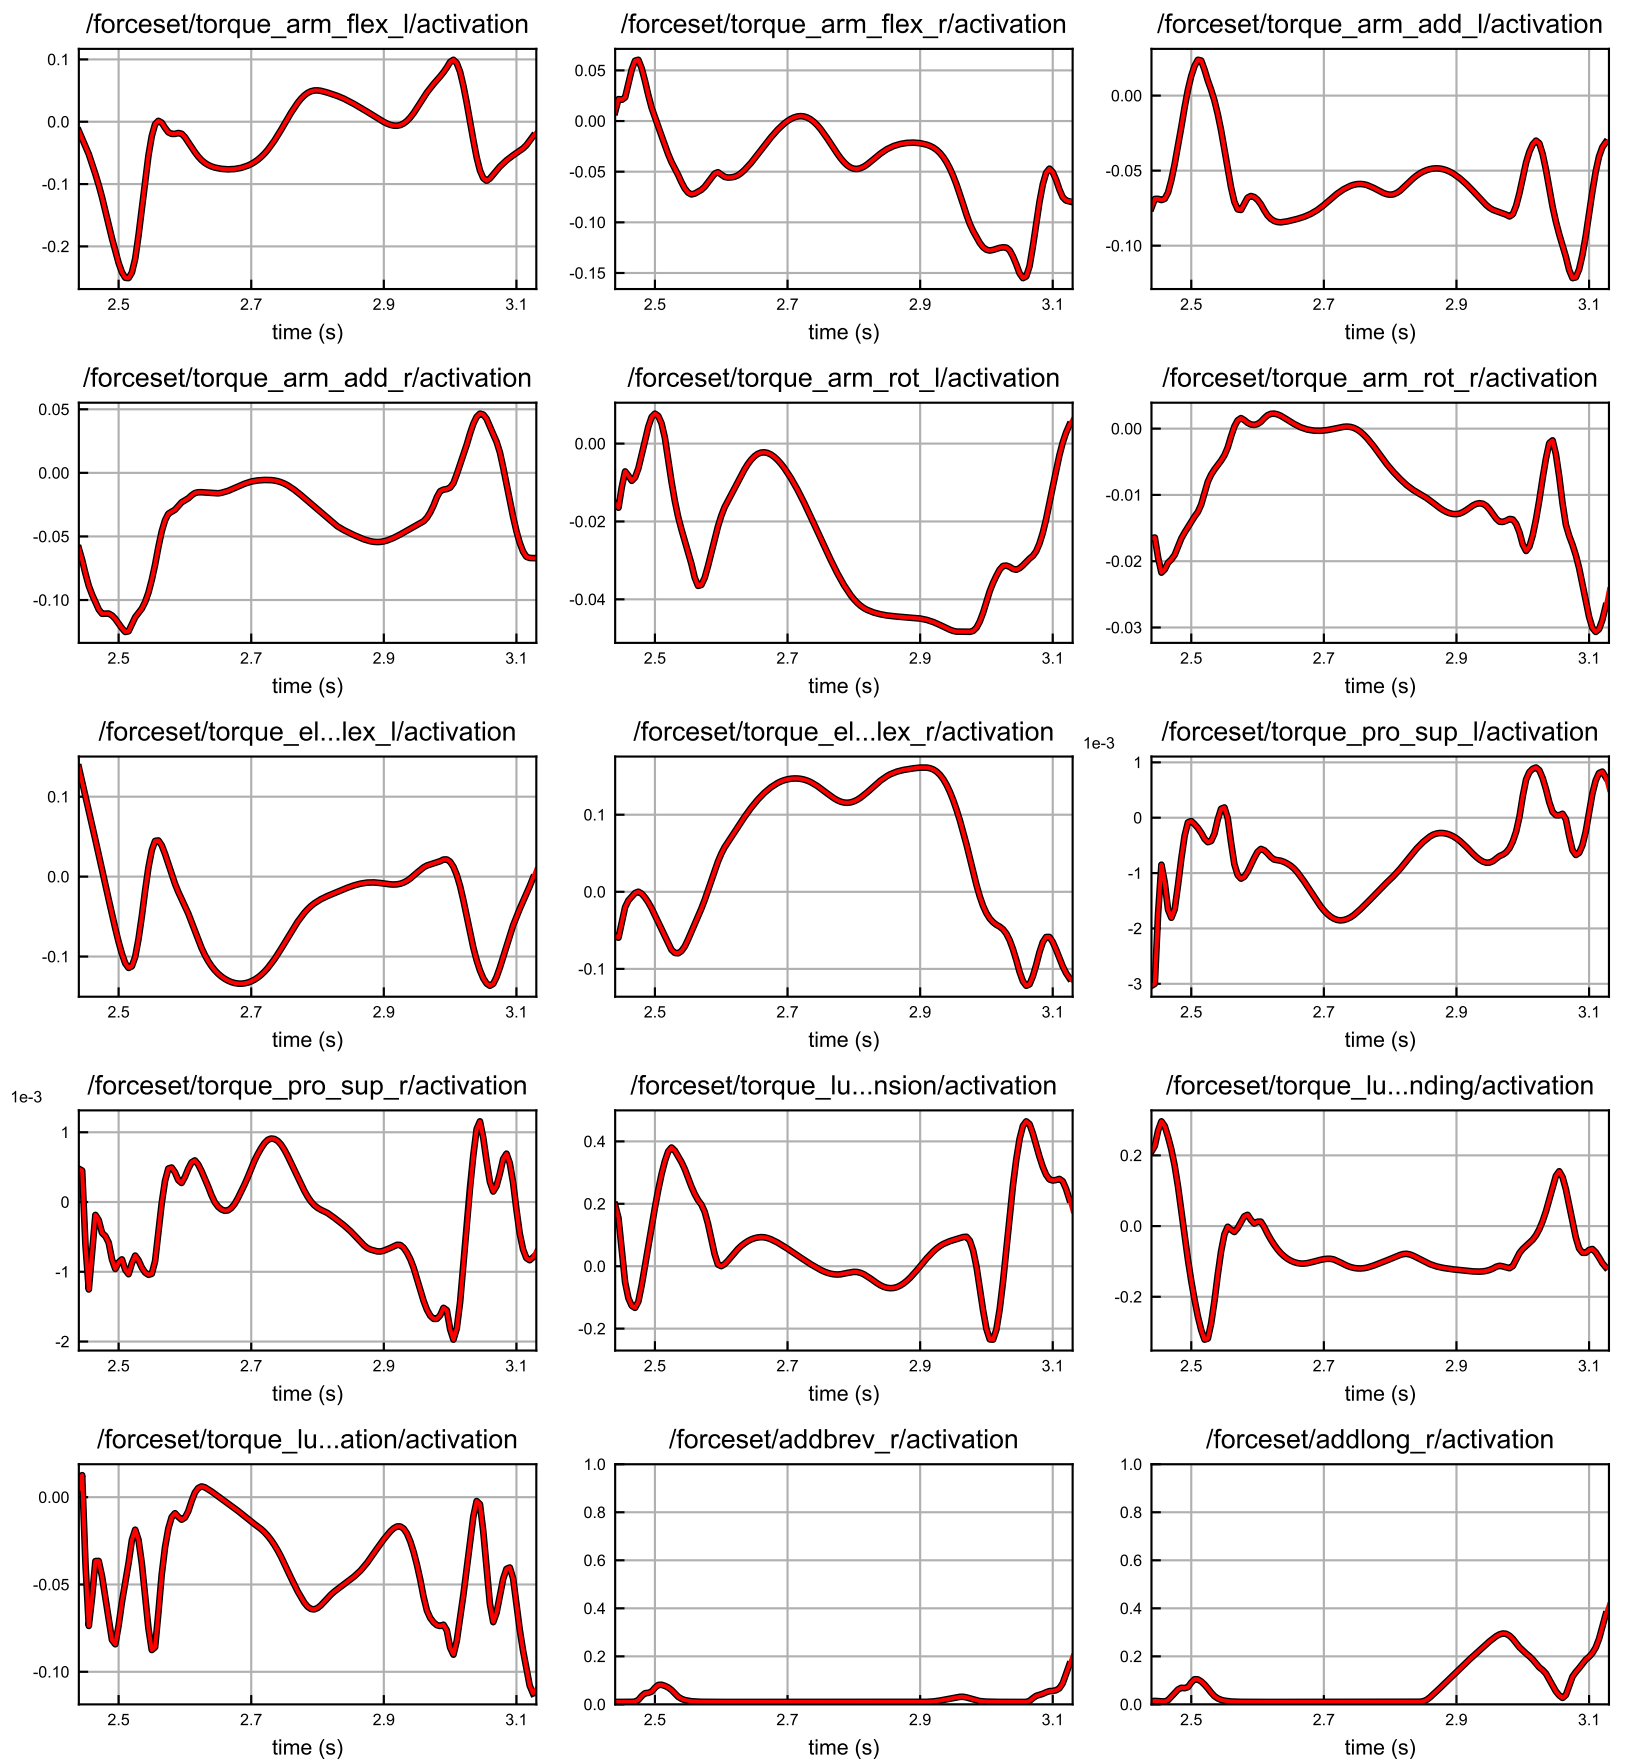 /forceset/torque_arm_flex_l/activation
0.1
0.0
-0.1
-0.2
2.5 2.7 2.9 3.1
time (s)
/forceset/torque_arm_flex_r/activation
0.05
0.00
-0.05
-0.10
-0.15
2.5 2.7 2.9 3.1
time (s)
/forceset/torque_arm_add_l/activation
0.00
-0.05
-0.10
2.5 2.7 2.9 3.1
time (s)
/forceset/torque_arm_add_r/activation
0.05
0.00
-0.05
-0.10
2.5 2.7 2.9 3.1
time (s)
/forceset/torque_arm_rot_l/activation
0.00
-0.02
-0.04
2.5 2.7 2.9 3.1
time (s)
/forceset/torque_arm_rot_r/activation
0.00
-0.01
-0.02
-0.03
2.5 2.7 2.9 3.1
time (s)
/forceset/torque_el...lex_l/activation
0.1
0.0
-0.1
2.5 2.7 2.9 3.1
time (s)
/forceset/torque_el...lex_r/activation
0.1
0.0
-0.1
2.5 2.7 2.9 3.1
time (s)
/forceset/torque_pro_sup_l/activation
1e-3
1
0
-1
-2
-3
2.5 2.7 2.9 3.1
time (s)
/forceset/torque_pro_sup_r/activation
1e-3
1
0
-1
-2
2.5 2.7 2.9 3.1
time (s)
/forceset/torque_lu...nsion/activation
0.4
0.2
0.0
-0.2
2.5 2.7 2.9 3.1
time (s)
/forceset/torque_lu...nding/activation
0.2
0.0
-0.2
2.5 2.7 2.9 3.1
time (s)
/forceset/torque_lu...ation/activation
0.00
-0.05
-0.10
2.5 2.7 2.9 3.1
time (s)
/forceset/addbrev_r/activation
1.0
0.8
0.6
0.4
0.2
0.0
2.5 2.7 2.9 3.1
time (s)
/forceset/addlong_r/activation
1.0
0.8
0.6
0.4
0.2
0.0
2.5 2.7 2.9 3.1
time (s)